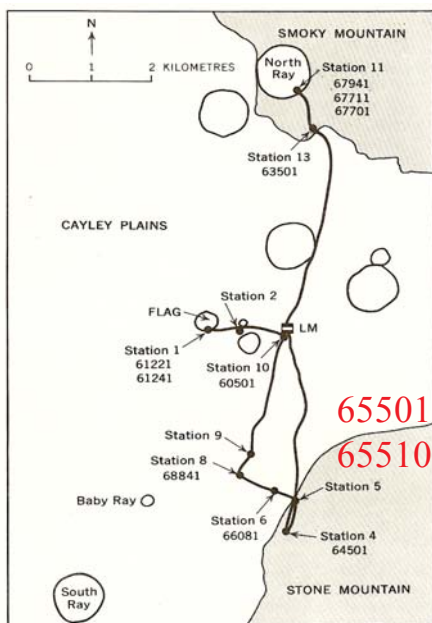 N
0 1 2 KILOMETRES
SMOKY MOUNTAIN
North
Ray
Station 11
67941
67711
67701
Station 13
63501
CAYLEY PLAINS
Station 2
FLAG
LM
Station 1
61221
61241
Station 10
60501
65501
65510
Station 9
Station 8
68841
Station 5
Baby Ray
Station 6
66081
Station 4
64501
South
Ray
STONE MOUNTAIN